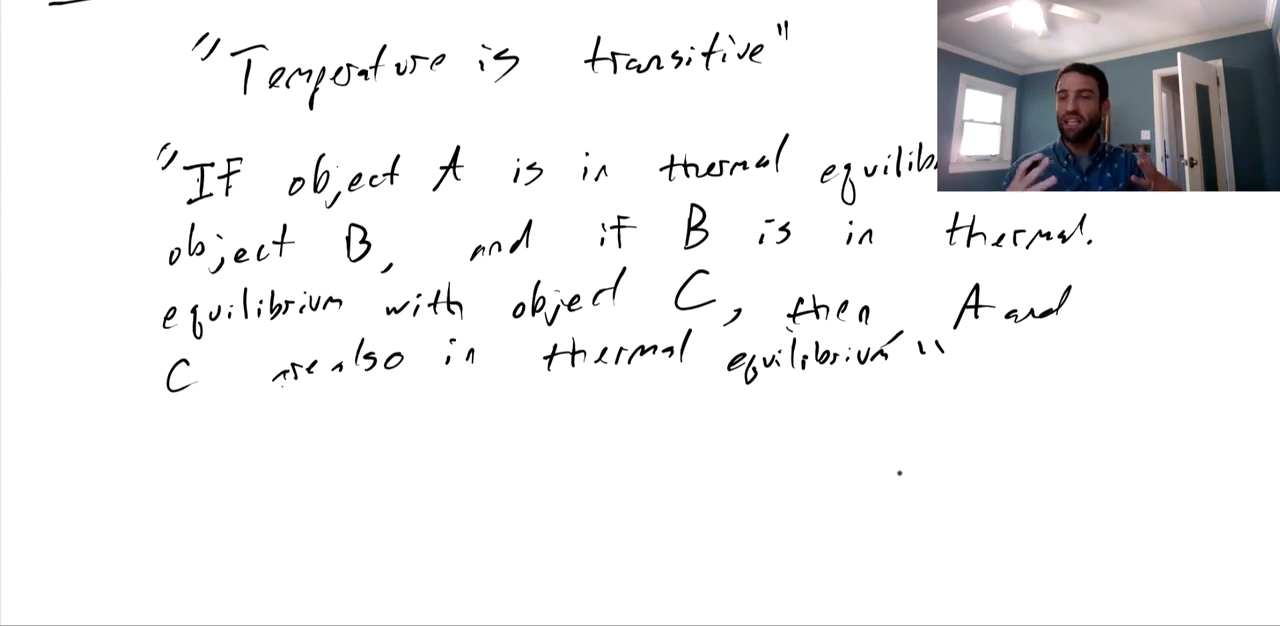 "Temperature is transitive"
"If object A is in thermal equilib
object B, and if B is in thermal.
equilibrium with object C, then A and
C are also in thermal equilibrium"